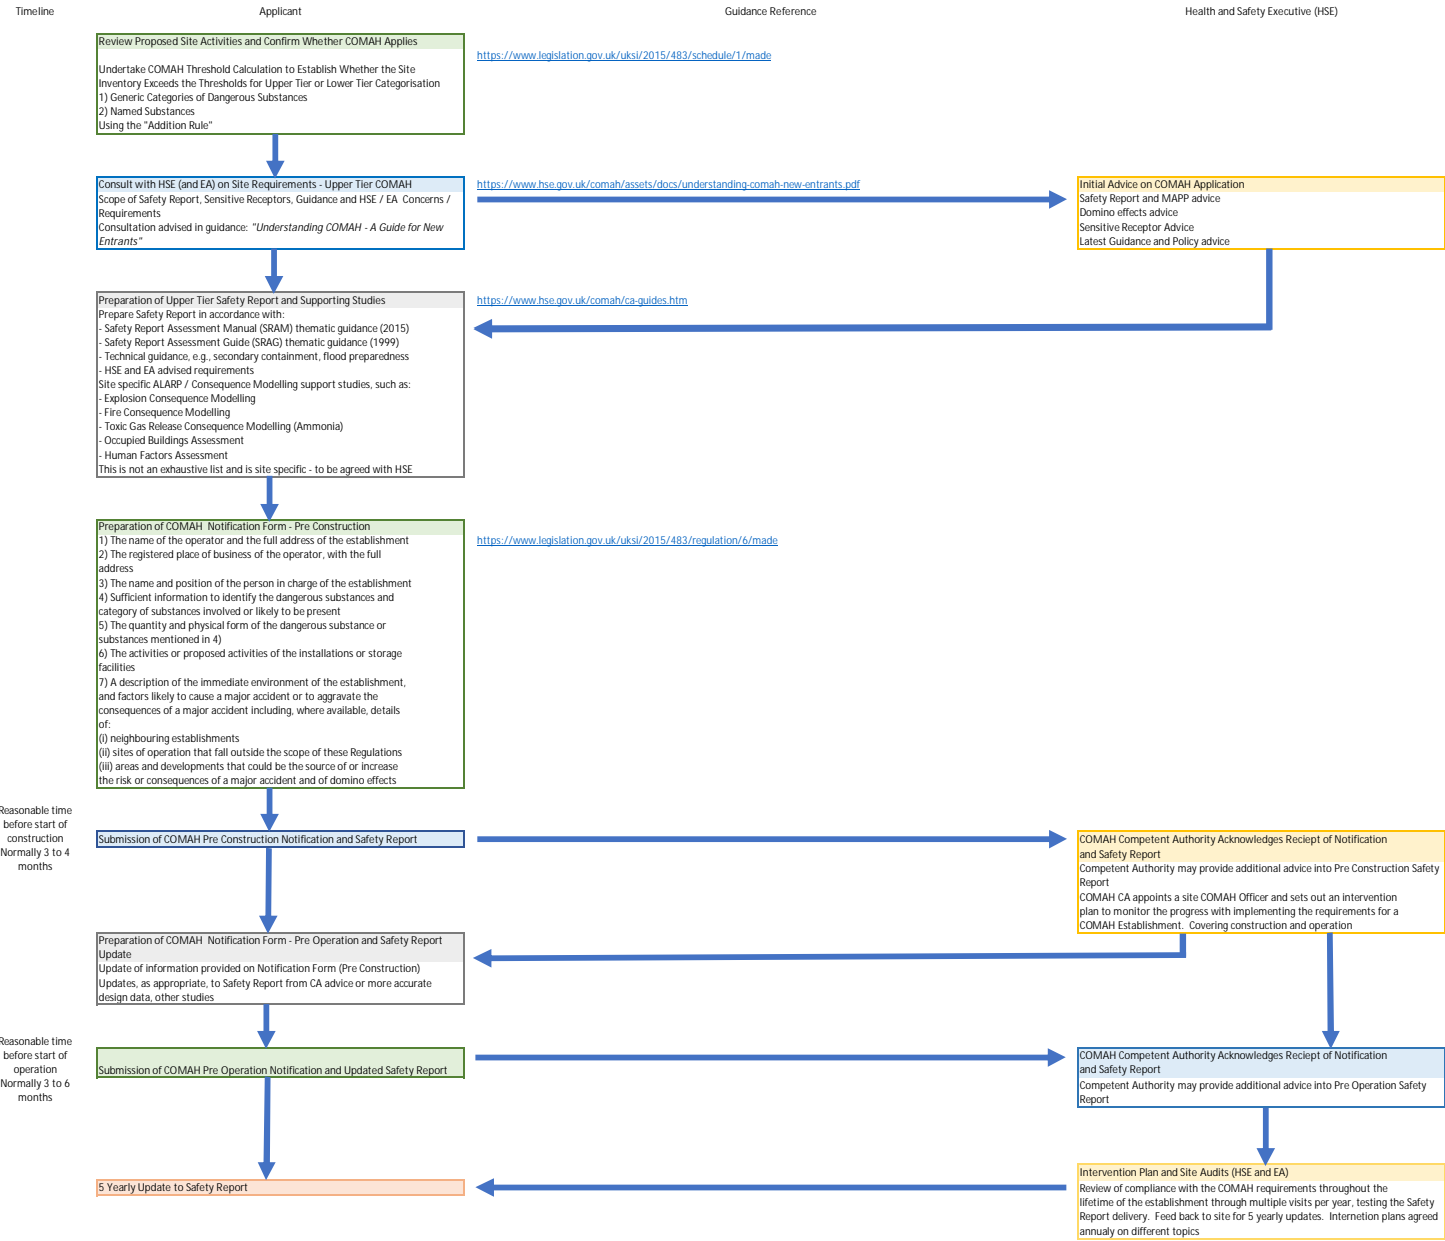 Timeline
Applicant
Guidance Reference
Health and Safety Executive (HSE)
Review Proposed Site Activities and Confirm Whether COMAH Applies
https://www.legislation.gov.uk/uksi/2015/483/schedule/1/made
Undertake COMAH Threshold Calculation to Establish Whether the Site
Inventory Exceeds the Thresholds for Upper Tier or Lower Tier Categorisation
1) Generic Categories of Dangerous Substances
2) Named Substances
Using the "Addition Rule"
Consult with HSE (and EA) on Site Requirements - Upper Tier COMAH
Scope of Safety Report, Sensitive Receptors, Guidance and HSE / EA Concerns /
Requirements
Consultation advised in guidance: "Understanding COMAH - A Guide for New
Entrants"
https://www.hse.gov.uk/comah/assets/docs/understanding-comah-new-entrants.pdf
Initial Advice on COMAH Application
Safety Report and MAPP advice
Domino effects advice
Sensitive Receptor Advice
Latest Guidance and Policy advice
Preparation of Upper Tier Safety Report and Supporting Studies
Prepare Safety Report in accordance with:
- Safety Report Assessment Manual (SRAM) thematic guidance (2015)
- Safety Report Assessment Guide (SRAG) thematic guidance (1999)
- Technical guidance, e.g., secondary containment, flood preparedness
- HSE and EA advised requirements
Site specific ALARP / Consequence Modelling support studies, such as:
- Explosion Consequence Modelling
- Fire Consequence Modelling
- Toxic Gas Release Consequence Modelling (Ammonia)
- Occupied Buildings Assessment
- Human Factors Assessment
This is not an exhaustive list and is site specific - to be agreed with HSE
https://www.hse.gov.uk/comah/ca-guides.htm
Preparation of COMAH Notification Form - Pre Construction
1) The name of the operator and the full address of the establishment
2) The registered place of business of the operator, with the full
address
3) The name and position of the person in charge of the establishment
4) Sufficient information to identify the dangerous substances and
category of substances involved or likely to be present
5) The quantity and physical form of the dangerous substance or
substances mentioned in 4)
6) The activities or proposed activities of the installations or storage
facilities
7) A description of the immediate environment of the establishment,
and factors likely to cause a major accident or to aggravate the
consequences of a major accident including, where available, details
of:
(i) neighbouring establishments
(ii) sites of operation that fall outside the scope of these Regulations
(iii) areas and developments that could be the source of or increase
the risk or consequences of a major accident and of domino effects
https://www.legislation.gov.uk/uksi/2015/483/regulation/6/made
Reasonable time
before start of
construction
Normally 3 to 4
months
Submission of COMAH Pre Construction Notification and Safety Report
COMAH Competent Authority Acknowledges Reciept of Notification
and Safety Report
Competent Authority may provide additional advice into Pre Construction Safety
Report
COMAH CA appoints a site COMAH Officer and sets out an intervention
plan to monitor the progress with implementing the requirements for a
COMAH Establishment. Covering construction and operation
Preparation of COMAH Notification Form - Pre Operation and Safety Report
Update
Update of information provided on Notification Form (Pre Construction)
Updates, as appropriate, to Safety Report from CA advice or more accurate
design data, other studies
Reasonable time
before start of
operation
Normally 3 to 6
months
Submission of COMAH Pre Operation Notification and Updated Safety Report
COMAH Competent Authority Acknowledges Reciept of Notification
and Safety Report
Competent Authority may provide additional advice into Pre Operation Safety
Report
5 Yearly Update to Safety Report
Intervention Plan and Site Audits (HSE and EA)
Review of compliance with the COMAH requirements throughout the
lifetime of the establishment through multiple visits per year, testing the Safety
Report delivery. Feed back to site for 5 yearly updates. Internetion plans agreed
annualy on different topics